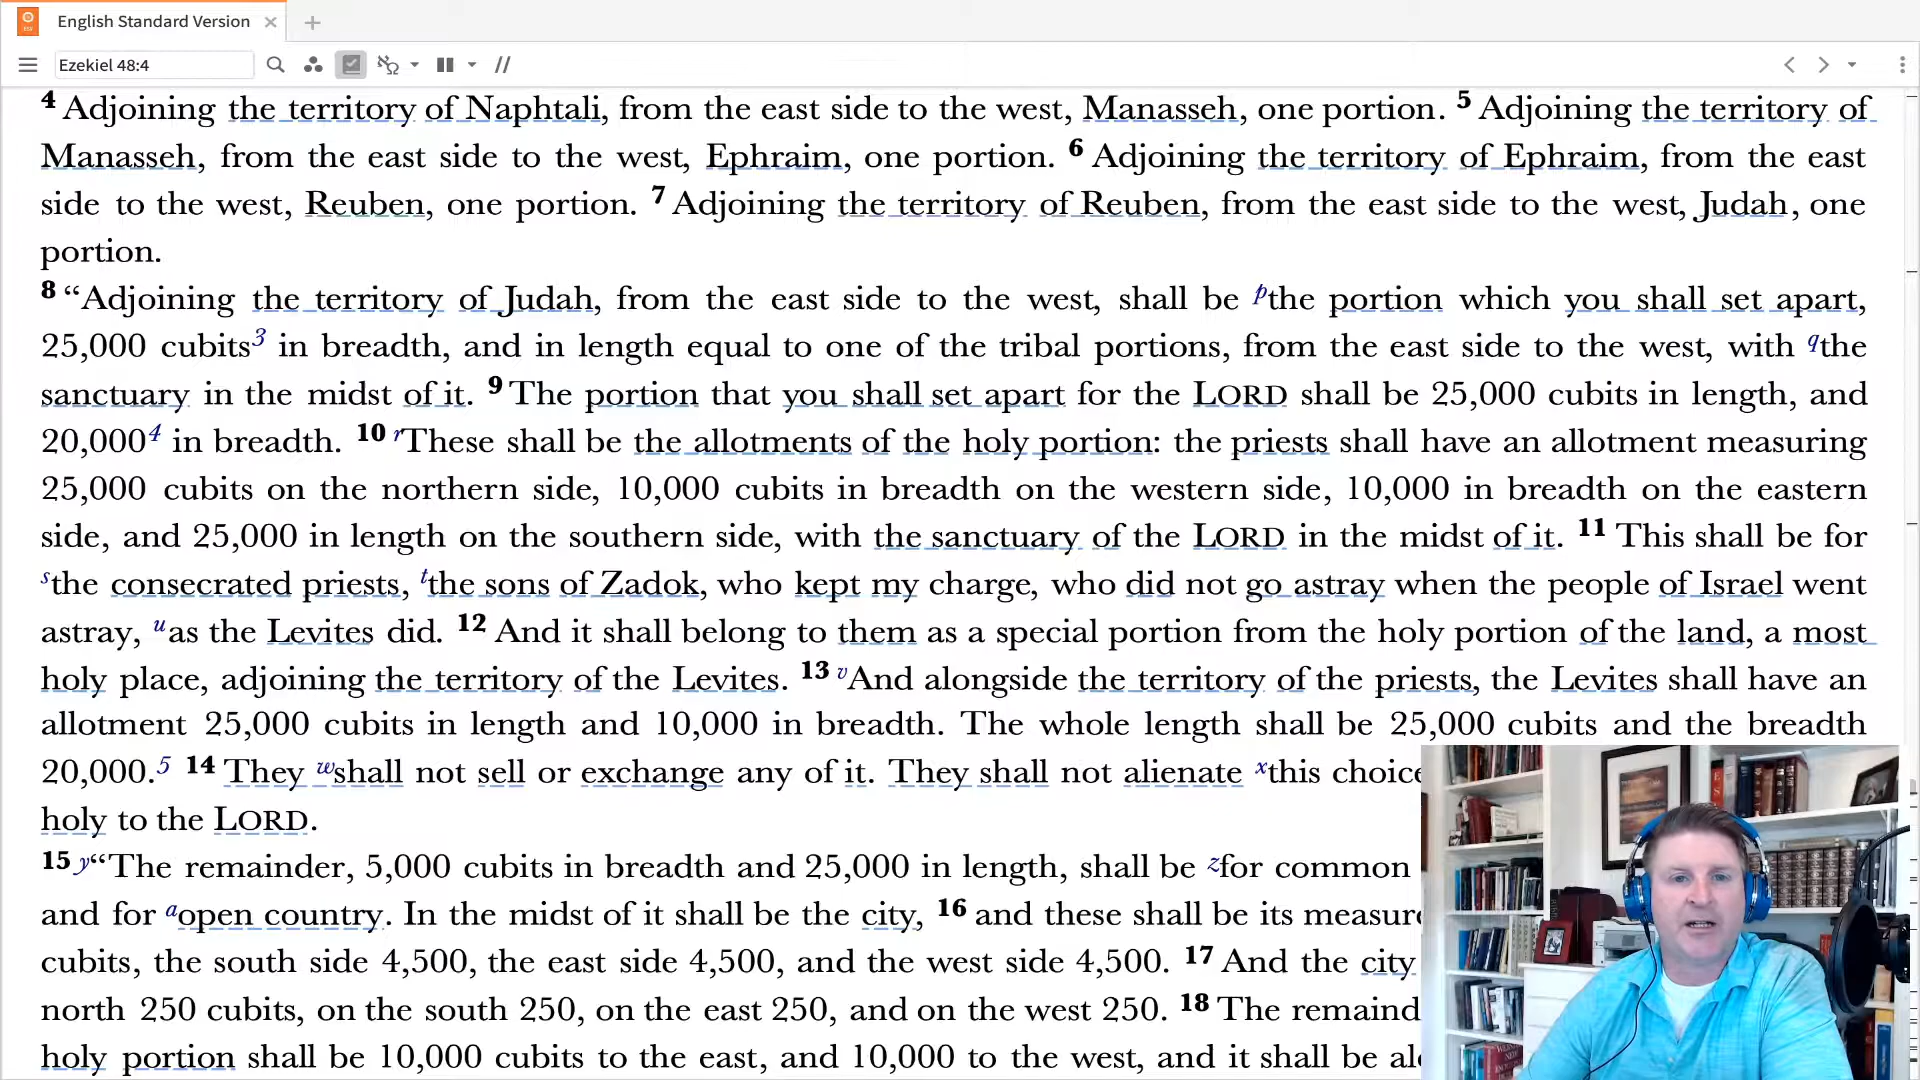 English Standard Version
Ezekiel 48:4
4 Adjoining the territory of Naphtali, from the east side to the west, Manasseh, one portion. 5 Adjoining the territory of
Manasseh, from the east side to the west, Ephraim, one portion. 6 Adjoining the territory of Ephraim, from the east
side to the west, Reuben, one portion. 7 Adjoining the territory of Reuben, from the east side to the west, Judah, one
portion.
8 “Adjoining the territory of Judah, from the east side to the west, shall be p the portion which you shall set apart,
25,000 cubits3 in breadth, and in length equal to one of the tribal portions, from the east side to the west, with q the
sanctuary in the midst of it. 9 The portion that you shall set apart for the LORD shall be 25,000 cubits in length, and
20,0004 in breadth. 10 r These shall be the allotments of the holy portion: the priests shall have an allotment measuring
25,000 cubits on the northern side, 10,000 cubits in breadth on the western side, 10,000 in breadth on the eastern
side, and 25,000 in length on the southern side, with the sanctuary of the LORD in the midst of it. 11 This shall be for
s the consecrated priests, t the sons of Zadok, who kept my charge, who did not go astray when the people of Israel went
astray, u as the Levites did. 12 And it shall belong to them as a special portion from the holy portion of the land, a most
holy place, adjoining the territory of the Levites. 13 v And alongside the territory of the priests, the Levites shall have an
allotment 25,000 cubits in length and 10,000 in breadth. The whole length shall be 25,000 cubits and the breadth
20,000.5 14 They w shall not sell or exchange any of it. They shall not alienate x this choice
holy to the LORD.
15 y “The remainder, 5,000 cubits in breadth and 25,000 in length, shall be z for common
and for a open country. In the midst of it shall be the city, 16 and these shall be its measur
cubits, the south side 4,500, the east side 4,500, and the west side 4,500. 17 And the city
north 250 cubits, on the south 250, on the east 250, and on the west 250. 18 The remaind
holy portion shall be 10,000 cubits to the east, and 10,000 to the west, and it shall be al